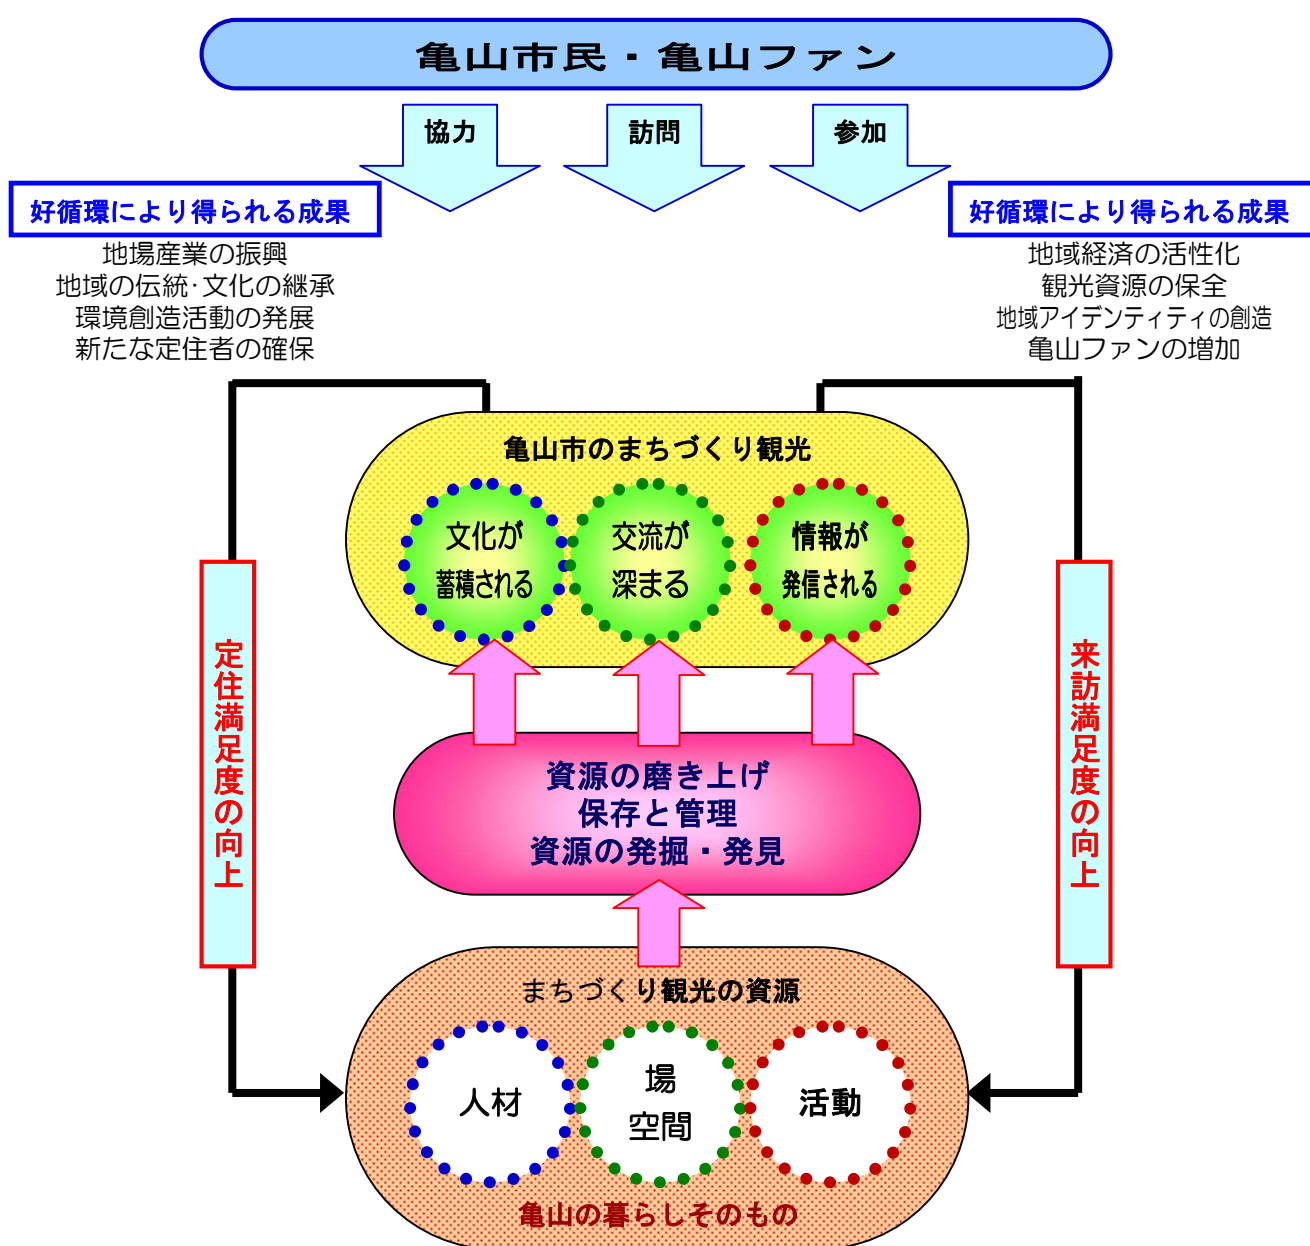 亀山市民・亀山ファン
協力
訪問
参加
好循環により得られる成果
地場産業の振興
地域の伝統・文化の継承
環境創造活動の発展
新たな定住者の確保
好循環により得られる成果
地域経済の活性化
観光資源の保全
地域アイデンティティの創造
亀山ファンの増加
亀山市のまちづくり観光
文化が
蓄積される
交流が
深まる
情報が
発信される
定住満足度の向上
来訪満足度の向上
資源の磨き上げ
保存と管理
資源の発掘・発見
まちづくり観光の資源
人材
場
空間
活動
亀山の暮らしそのもの